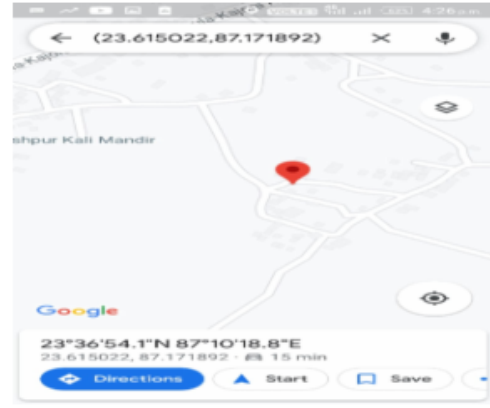 4:26 a.m
(23.615022,87.171892)
shpur Kali Mandir
Google
23°36'54.1"N 87°10'18.8"E
23.615022, 87.171892 · 15 min
Directions
Start
Save